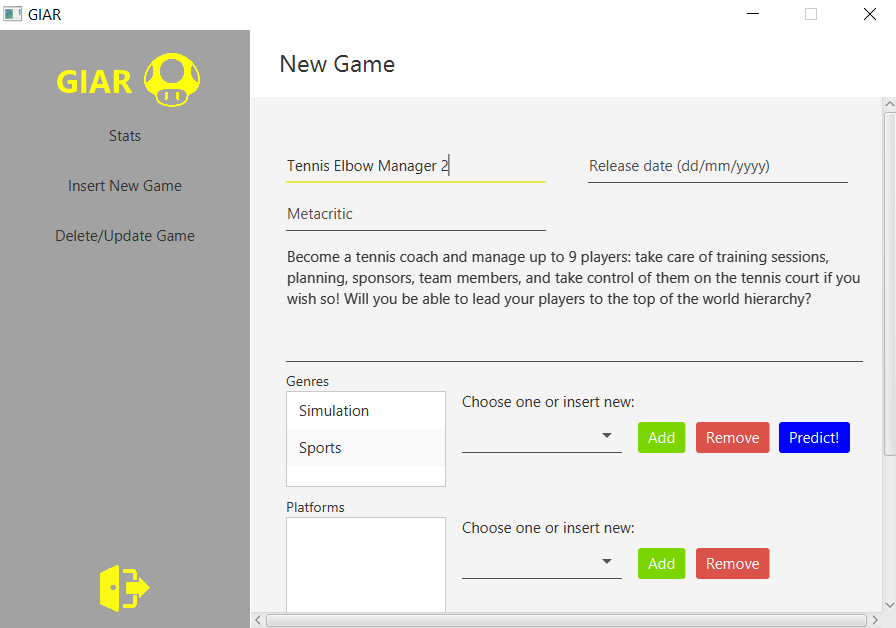 GIAR
GIAR
Stats
Insert New Game
Delete/Update Game
New Game
Tennis Elbow Manager 2
Release date (dd/mm/yyyy)
Metacritic
Become a tennis coach and manage up to 9 players: take care of training sessions,
planning, sponsors, team members, and take control of them on the tennis court if you
wish so! Will you be able to lead your players to the top of the world hierarchy?
Genres
Simulation
Sports
Choose one or insert new:
Add
Remove
Predict!
Platforms
Choose one or insert new:
Add
Remove